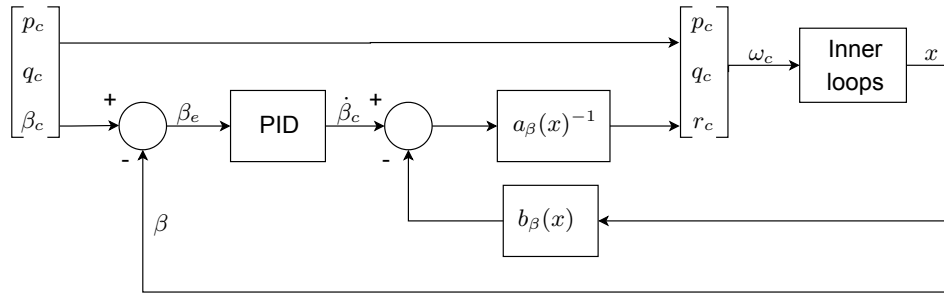 p_c
q_c
β_c
+
-
β_e
PID
β̇_c
+
-
a_β(x)^{-1}
p_c
q_c
r_c
ω_c
Inner
loops
x
b_β(x)
β